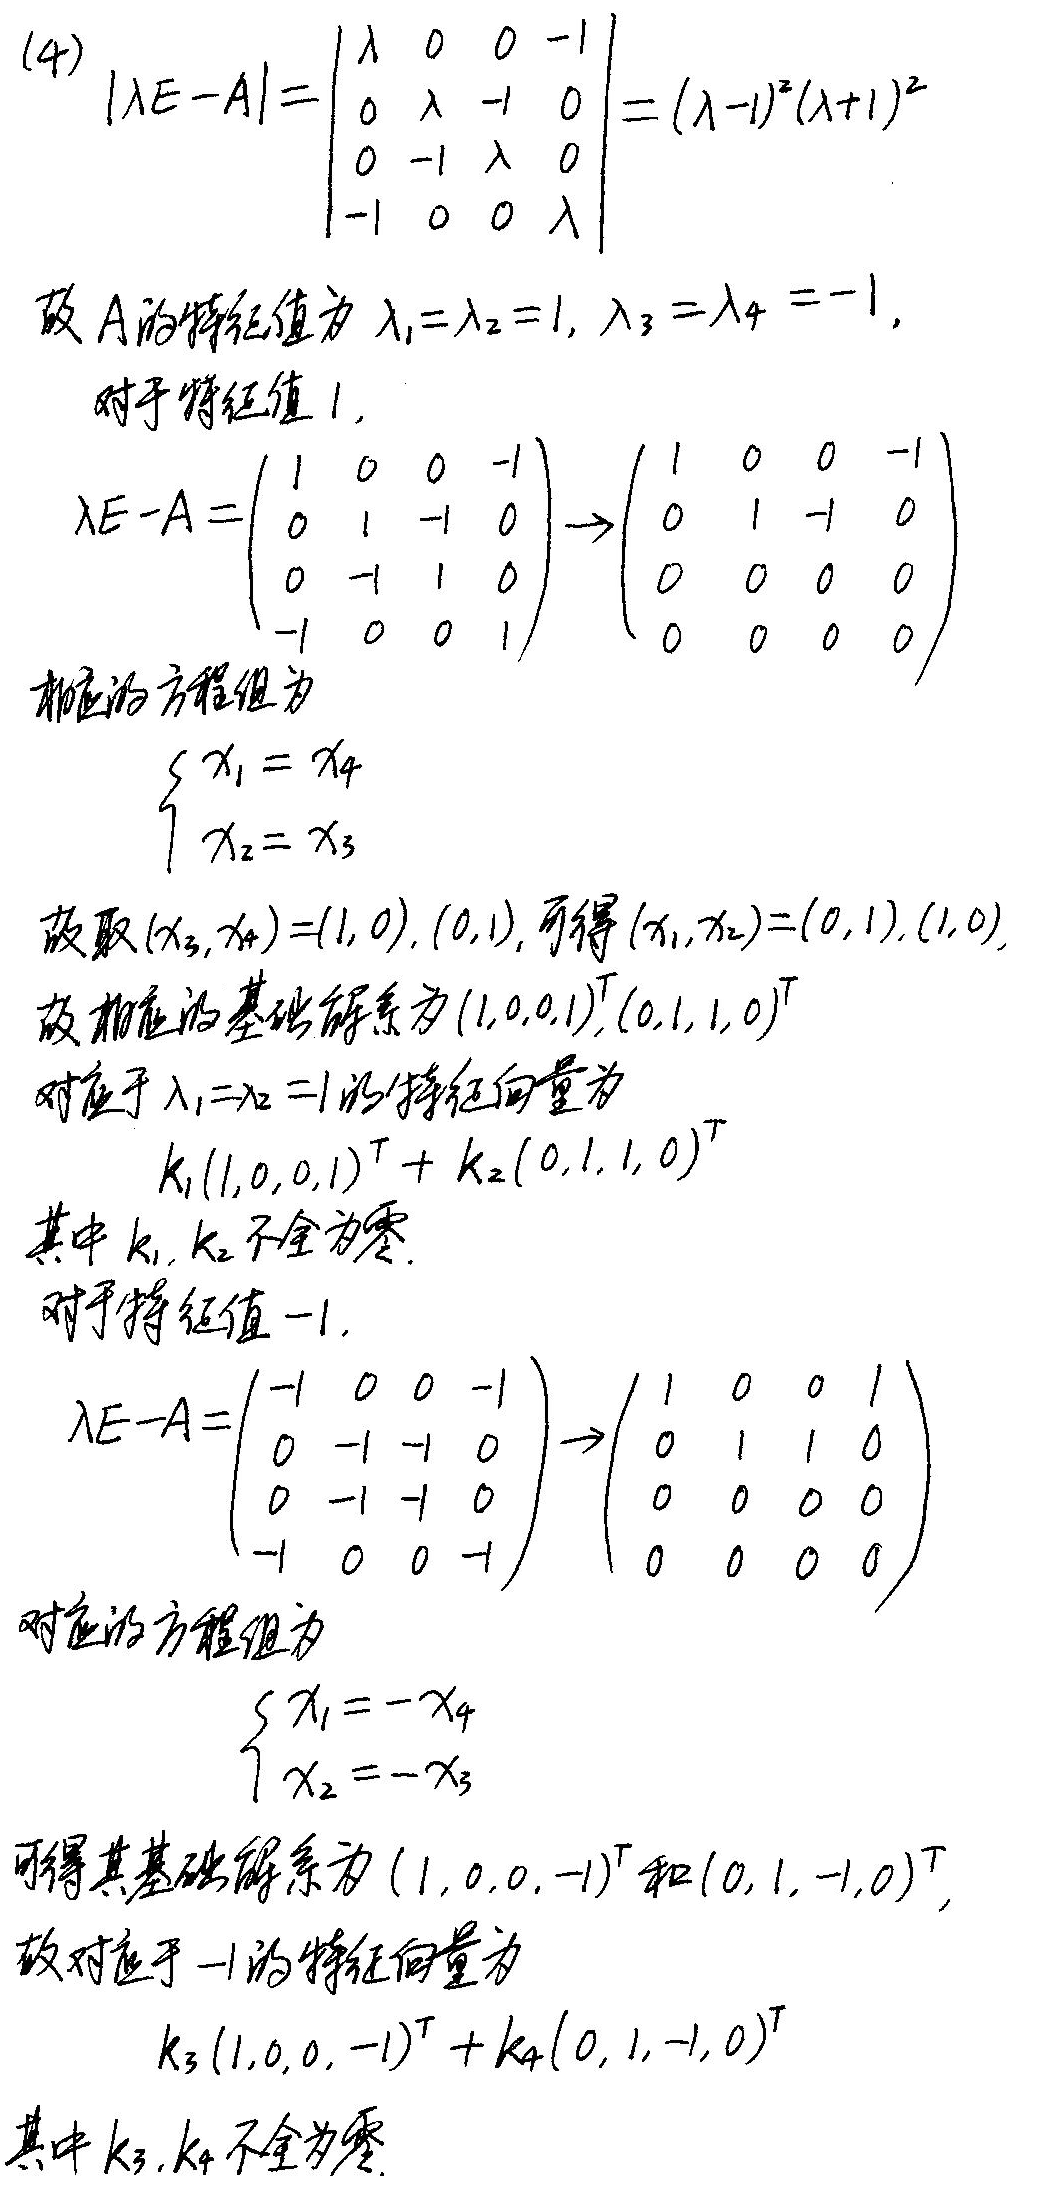 (4) |λE-A| = | λ 0 0 -1 |
| 0 λ -1 0 | = (λ-1)²(λ+1)²
| 0 -1 λ 0 |
| -1 0 0 λ |
故 A的特征值为 λ₁=λ₂=1, λ₃=λ₄=-1,
对于特征值 1,
λE-A = ( 1 0 0 -1 ) → ( 1 0 0 -1 )
( 0 1 -1 0 ) ( 0 1 -1 0 )
( 0 -1 1 0 ) ( 0 0 0 0 )
( -1 0 0 1 ) ( 0 0 0 0 )
相应的方程组为
{ x₁ = x₄
x₂ = x₃
故取(x₃,x₄)=(1,0),(0,1),可得(x₁,x₂)=(0,1),(1,0),
故相应的基础解系为(1,0,0,1)ᵀ,(0,1,1,0)ᵀ
对应于 λ₁=λ₂=1的特征向量为
k₁(1,0,0,1)ᵀ + k₂(0,1,1,0)ᵀ
其中 k₁,k₂ 不全为零.
对于特征值 -1,
λE-A = ( -1 0 0 -1 ) → ( 1 0 0 1 )
( 0 -1 -1 0 ) ( 0 1 1 0 )
( 0 -1 -1 0 ) ( 0 0 0 0 )
( -1 0 0 -1 ) ( 0 0 0 0 )
对应的方程组为
{ x₁ = -x₄
x₂ = -x₃
可得其基础解系为 (1,0,0,-1)ᵀ 和(0,1,-1,0)ᵀ,
故对应于 -1的特征向量为
k₃(1,0,0,-1)ᵀ + k₄(0,1,-1,0)ᵀ
其中 k₃,k₄ 不全为零.